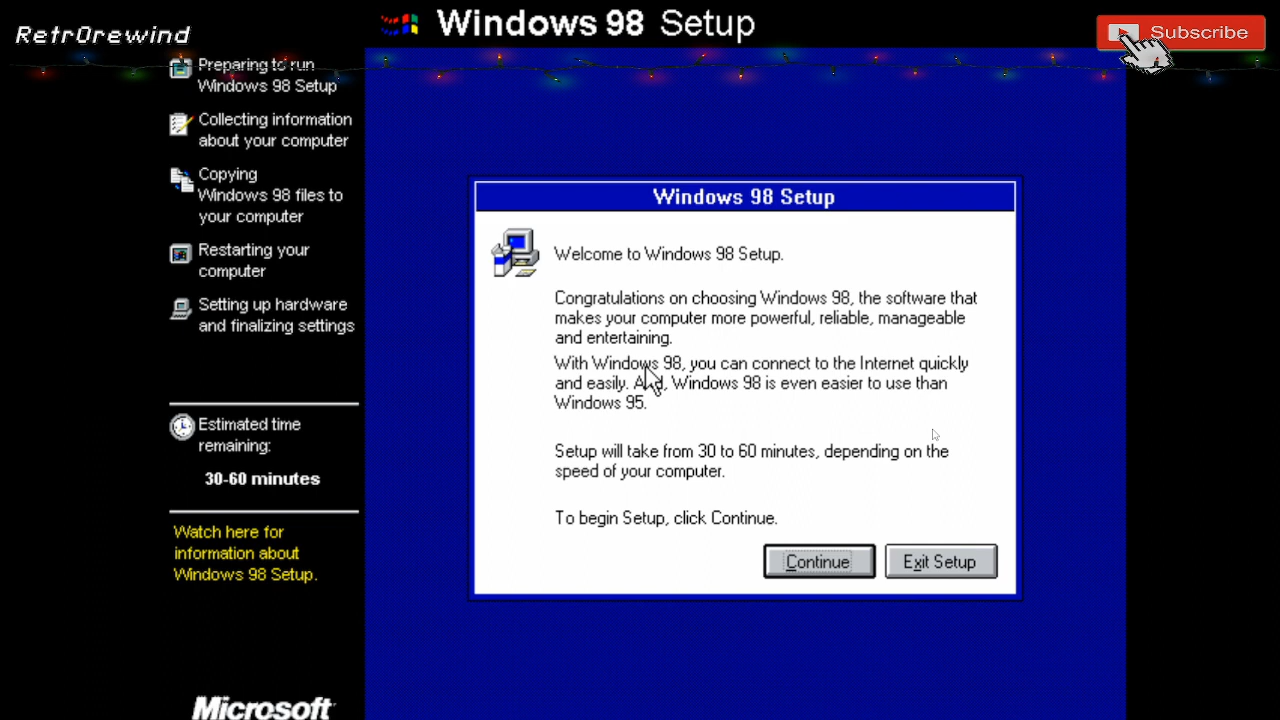 Retr0rewind
Windows 98 Setup
Subscribe
Preparing to run
Windows 98 Setup
Collecting information
about your computer
Copying
Windows 98 files to
your computer
Restarting your
computer
Setting up hardware
and finalizing settings
Estimated time
remaining:
30-60 minutes
Watch here for
information about
Windows 98 Setup.
Microsoft
Windows 98 Setup
Welcome to Windows 98 Setup.
Congratulations on choosing Windows 98, the software that
makes your computer more powerful, reliable, manageable
and entertaining.
With Windows 98, you can connect to the Internet quickly
and easily. And, Windows 98 is even easier to use than
Windows 95.
Setup will take from 30 to 60 minutes, depending on the
speed of your computer.
To begin Setup, click Continue.
Continue
Exit Setup